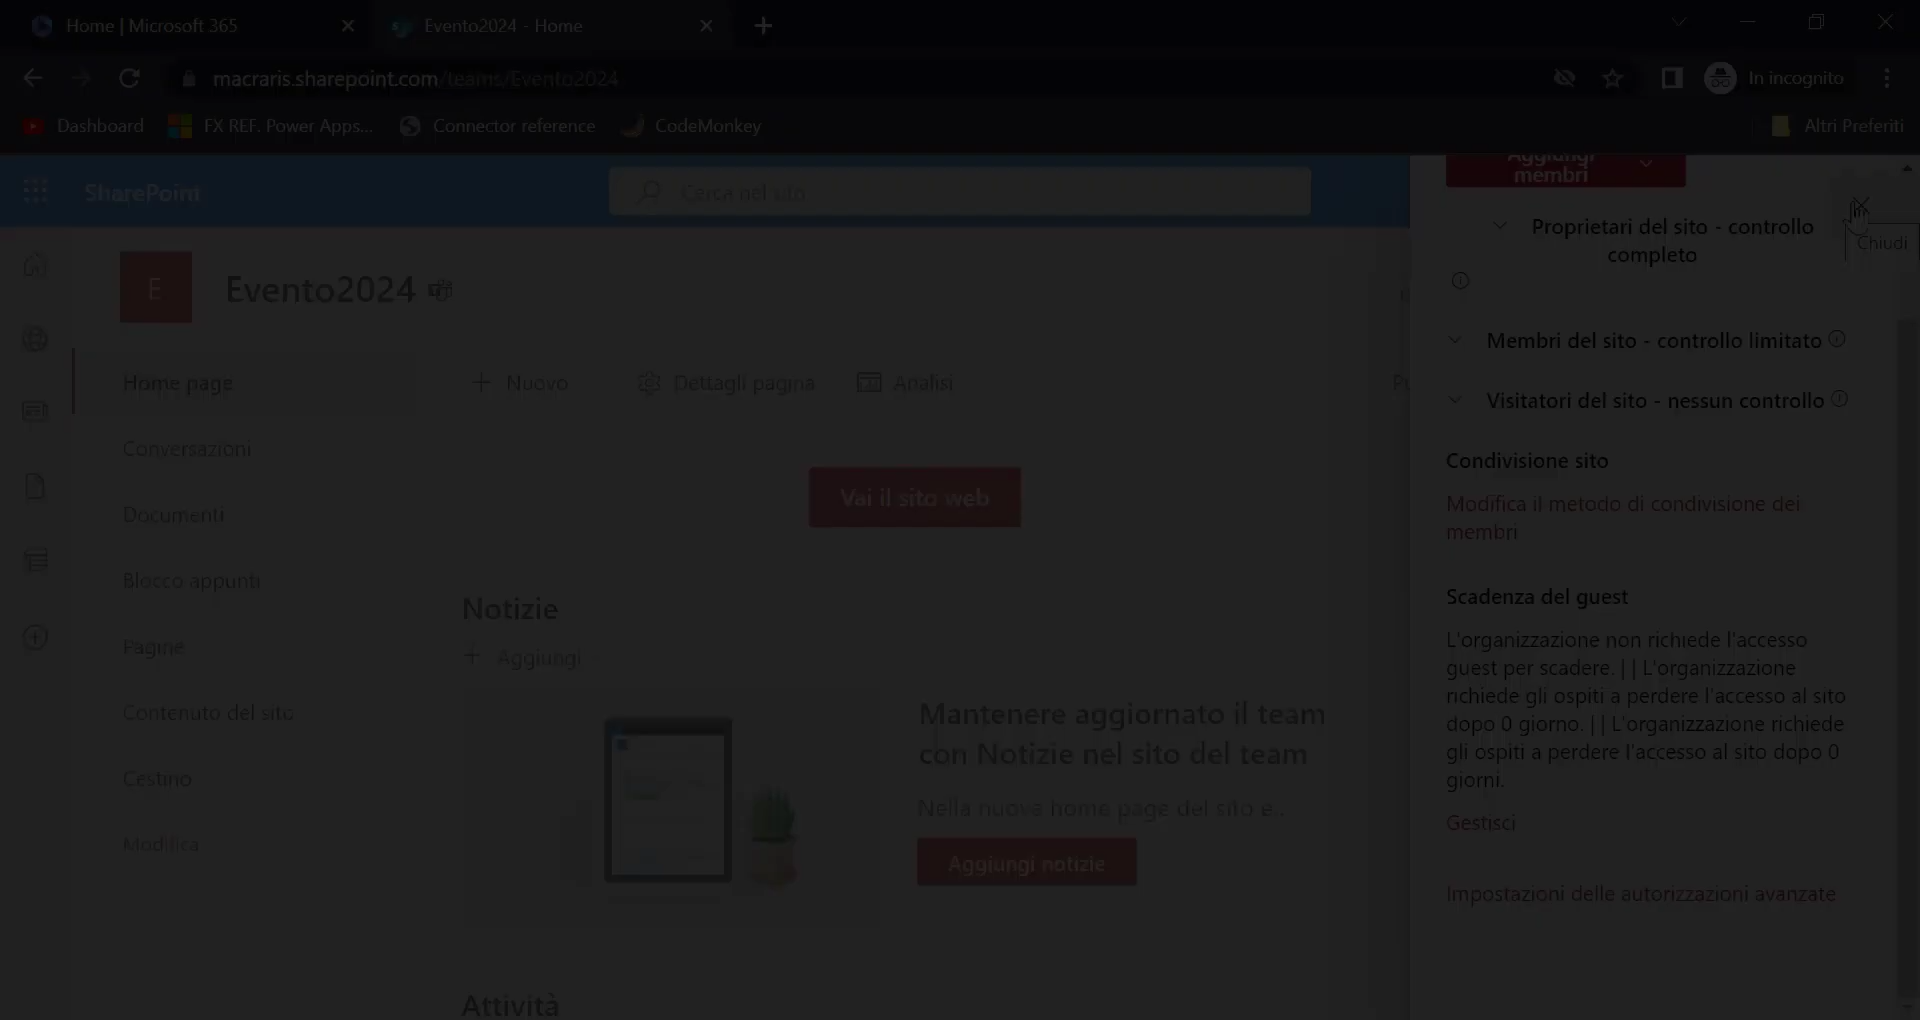 Home | Microsoft 365
Evento2024 - Home
macraris.sharepoint.com/teams/Evento2024
In incognito
Dashboard
FX REF. Power Apps...
Connector reference
CodeMonkey
Altri Preferiti
SharePoint
Cerca nel sito
E
Evento2024
Home page
Conversazioni
Documenti
Blocco appunti
Pagine
Contenuto del sito
Cestino
Modifica
Nuovo
Dettagli pagina
Analisi
Vai il sito web
Notizie
Aggiungi
Mantenere aggiornato il team
con Notizie nel sito del team
Nella nuova home page del sito e...
Aggiungi notizie
Attività
Aggiungi
membri
Chiudi
Proprietari del sito - controllo
completo
Membri del sito - controllo limitato
Visitatori del sito - nessun controllo
Condivisione sito
Modifica il metodo di condivisione dei
membri
Scadenza del guest
L'organizzazione non richiede l'accesso
guest per scadere. || L'organizzazione
richiede gli ospiti a perdere l'accesso al sito
dopo 0 giorno. || L'organizzazione richiede
gli ospiti a perdere l'accesso al sito dopo 0
giorni.
Gestisci
Impostazioni delle autorizzazioni avanzate